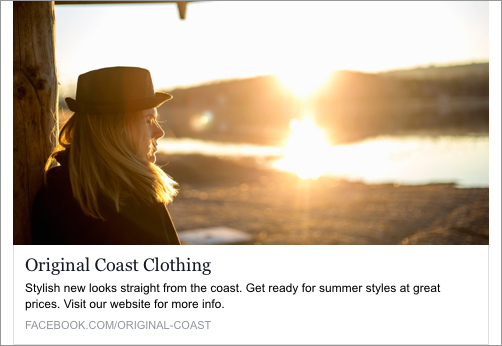 Original Coast Clothing
Stylish new looks straight from the coast. Get ready for summer styles at great
prices. Visit our website for more info.
FACEBOOK.COM/ORIGINAL-COAST